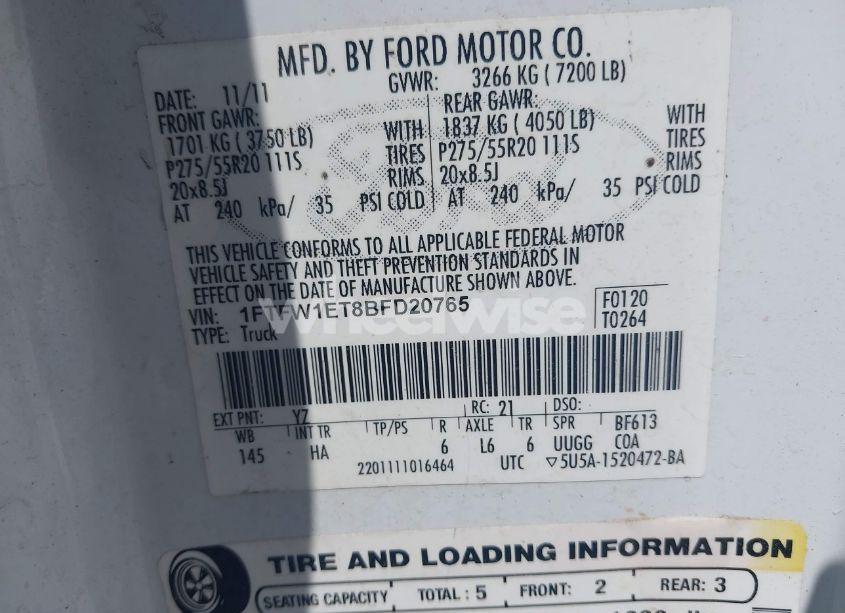 MFD. BY FORD MOTOR CO.
DATE: 11/11 GVWR: 3266 KG ( 7200 LB)
FRONT GAWR: REAR GAWR:
1701 KG ( 3750 LB) WITH 1837 KG ( 4050 LB) WITH
P275/55R20 111S TIRES P275/55R20 111S TIRES
20x8.5J RIMS 20x8.5J RIMS
AT 240 kPa/ 35 PSI COLD AT 240 kPa/ 35 PSI COLD
THIS VEHICLE CONFORMS TO ALL APPLICABLE FEDERAL MOTOR
VEHICLE SAFETY AND THEFT PREVENTION STANDARDS IN
EFFECT ON THE DATE OF MANUFACTURE SHOWN ABOVE.
VIN: 1FTFW1ET8BFD20765 F0120
TYPE: Truck T0264
wheelwise
EXT PNT: YZ RC: 21 DSO:
WB INT TR TP/PS R AXLE TR SPR BF613
145 HA 6 L6 6 UUGG COA
2201111016464 UTC ▽5U5A-1520472-BA
TIRE AND LOADING INFORMATION
SEATING CAPACITY TOTAL : 5 FRONT: 2 REAR: 3